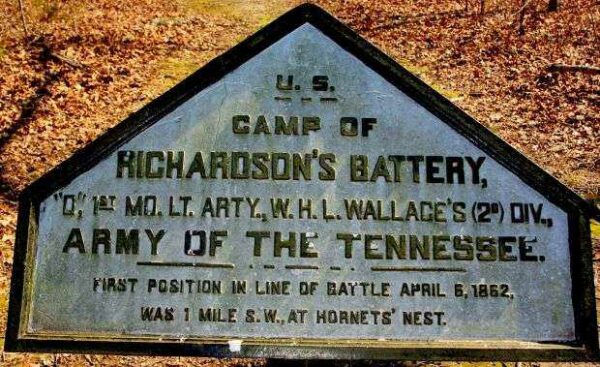 U. S.
CAMP OF
RICHARDSON'S BATTERY,
"D," 1ST MO. LT. ARTY., W. H. L. WALLACE'S (2D) DIV.,
ARMY OF THE TENNESSEE.
FIRST POSITION IN LINE OF BATTLE APRIL 6, 1862,
WAS 1 MILE S.W., AT HORNETS' NEST.